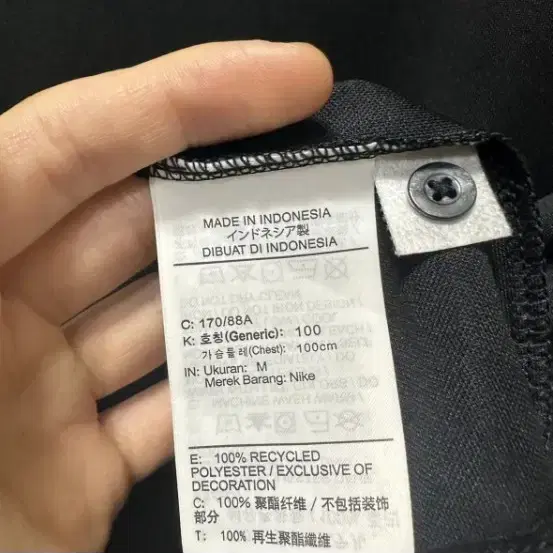 MADE IN INDONESIA
インドネシア製
DIBUAT DI INDONESIA
C: 170/88A
K: 호칭(Generic): 100
가슴둘레(Chest): 100cm
IN: Ukuran: M
Merek Barang: Nike
E: 100% RECYCLED
POLYESTER / EXCLUSIVE OF
DECORATION
C: 100% 聚酯纤维 / 不包括装饰
部分
T: 100% 再生聚酯纖維